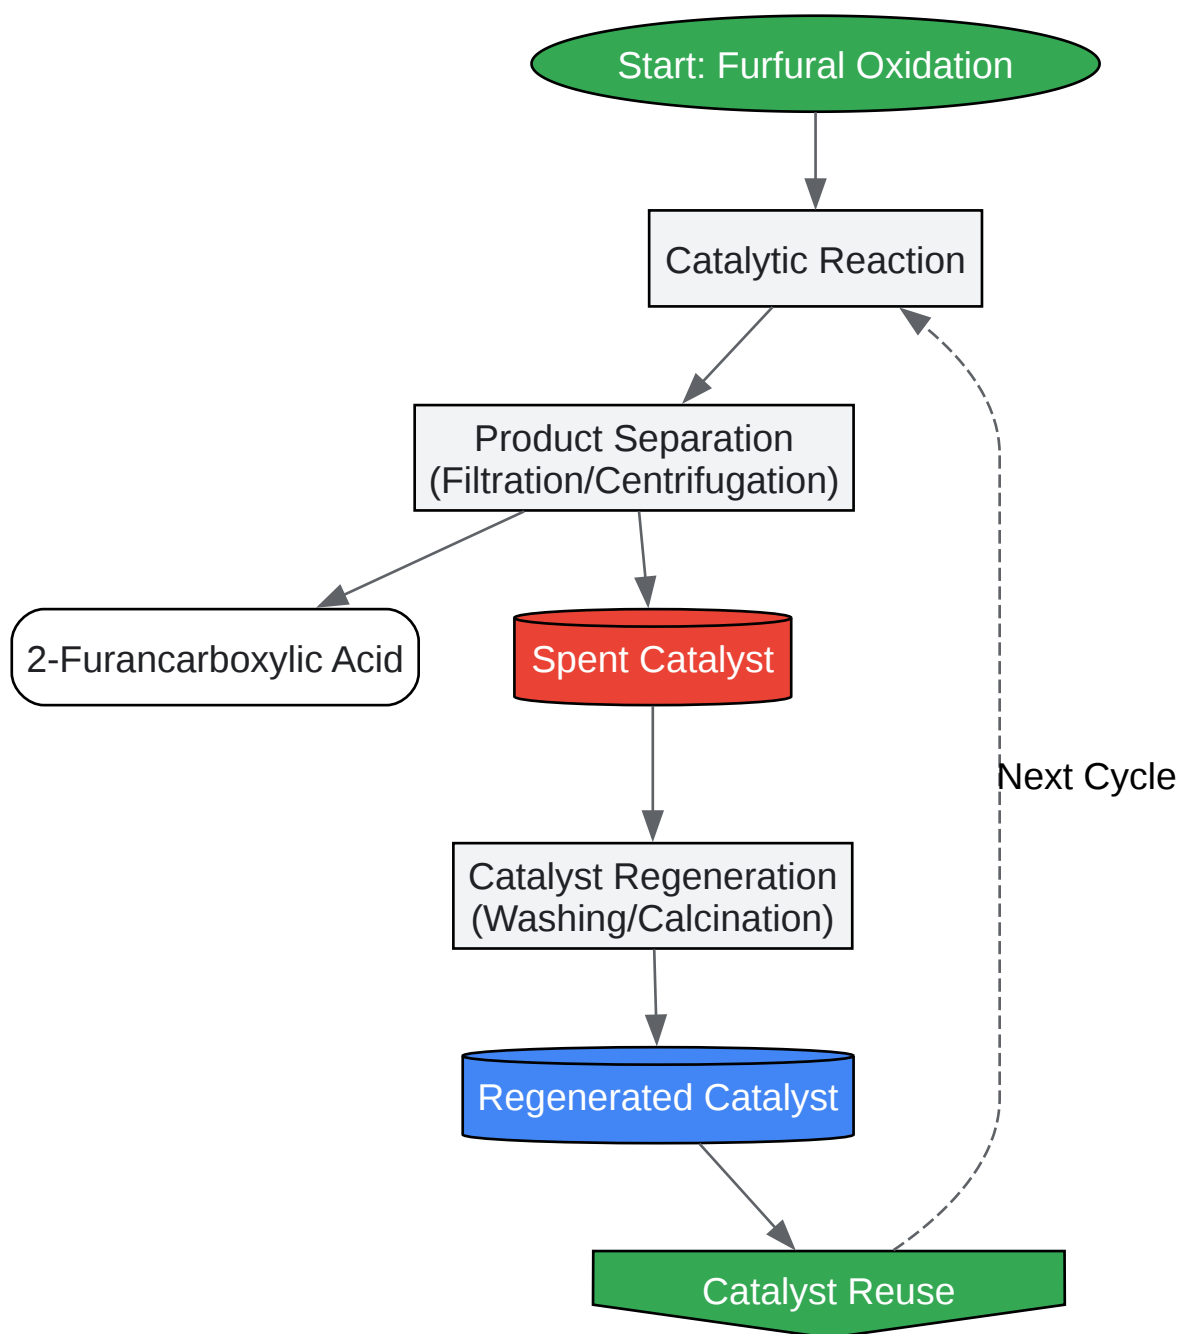 Start: Furfural Oxidation
Catalytic Reaction
Product Separation
(Filtration/Centrifugation)
2-Furancarboxylic Acid
Spent Catalyst
Next Cycle
Catalyst Regeneration
(Washing/Calcination)
Regenerated Catalyst
Catalyst Reuse